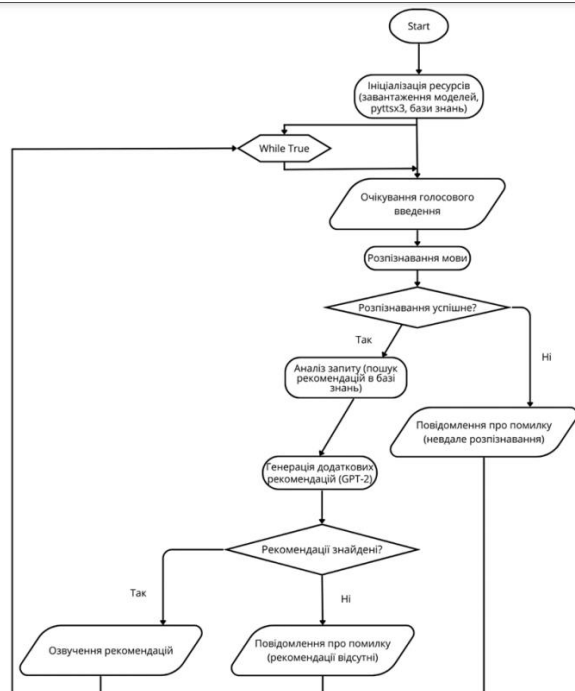 Start
Ініціалізація ресурсів
(завантаження моделей,
pyttsx3, бази знань)
While True
Очікування голосового
введення
Розпізнавання мови
Розпізнавання успішне?
Так
Ні
Аналіз запиту (пошук
рекомендацій в базі
знань)
Повідомлення про помилку
(невдале розпізнавання)
Генерація додаткових
рекомендацій (GPT-2)
Рекомендації знайдені?
Так
Ні
Озвучення рекомендацій
Повідомлення про помилку
(рекомендації відсутні)